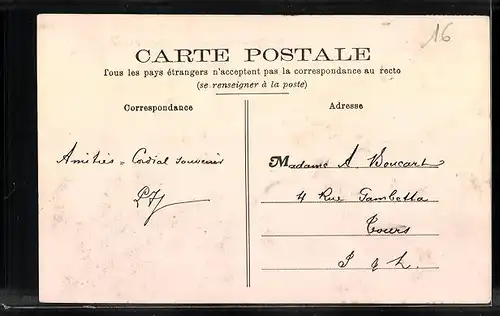 16
CARTE POSTALE
Tous les pays étrangers n'acceptent pas la correspondance au recto
(se renseigner à la poste)
Correspondance
Adresse
Amitiés = Cordial souvenir
Madame A. Boucart
4 Rue Gambetta
Tours
I & L.